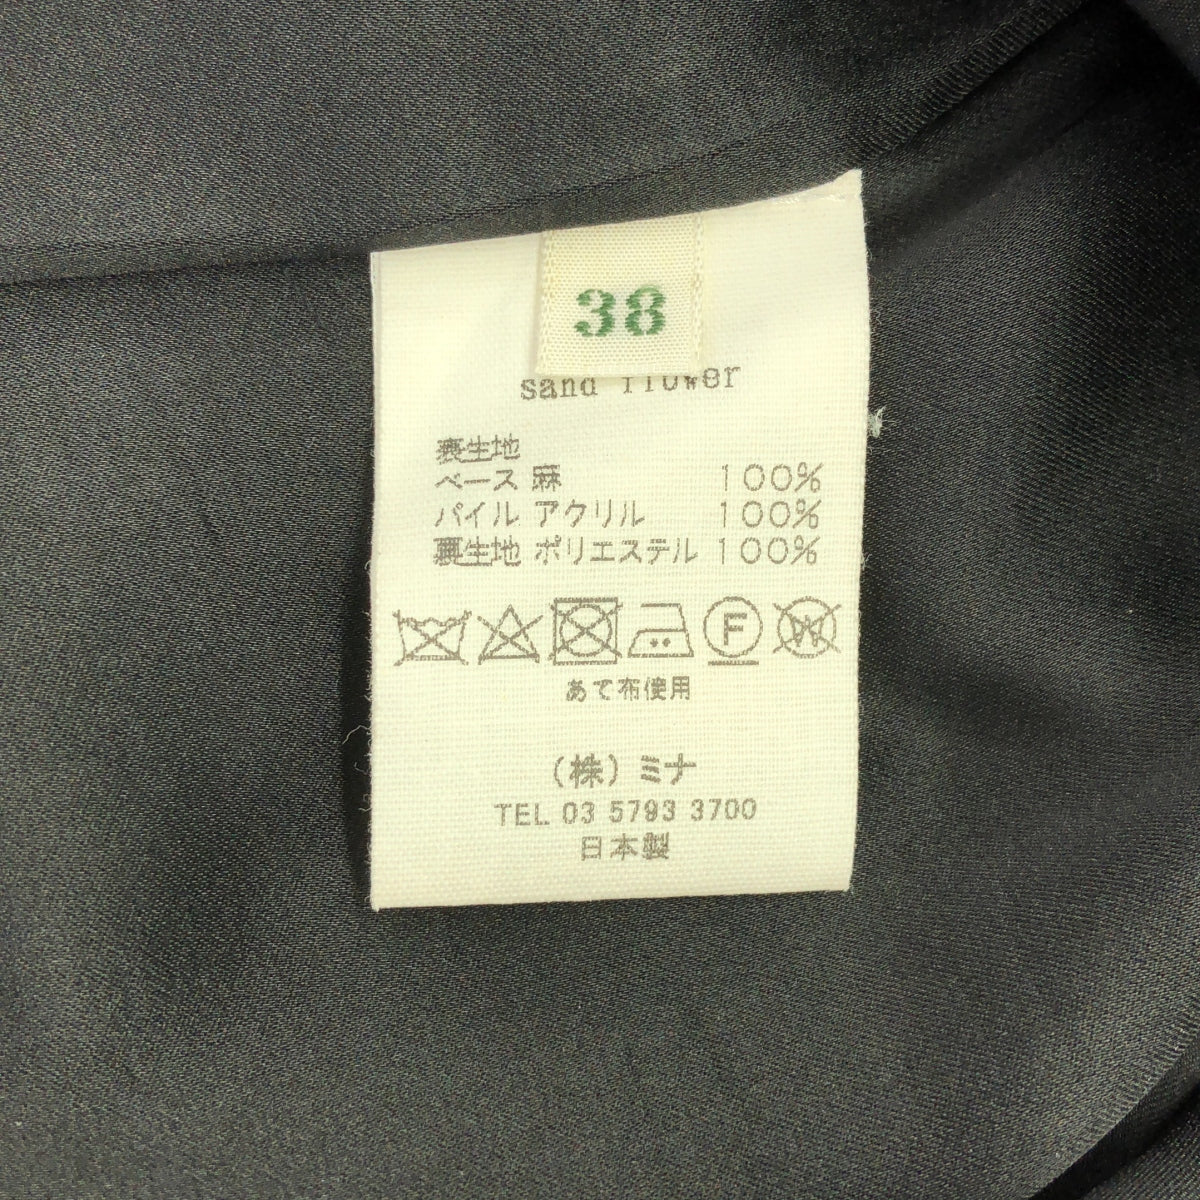 38
sand flower
表生地
ベース 麻 100%
パイル アクリル 100%
裏生地 ポリエステル 100%
F W
あて布使用
(株)ミナ
TEL 03 5793 3700
日本製